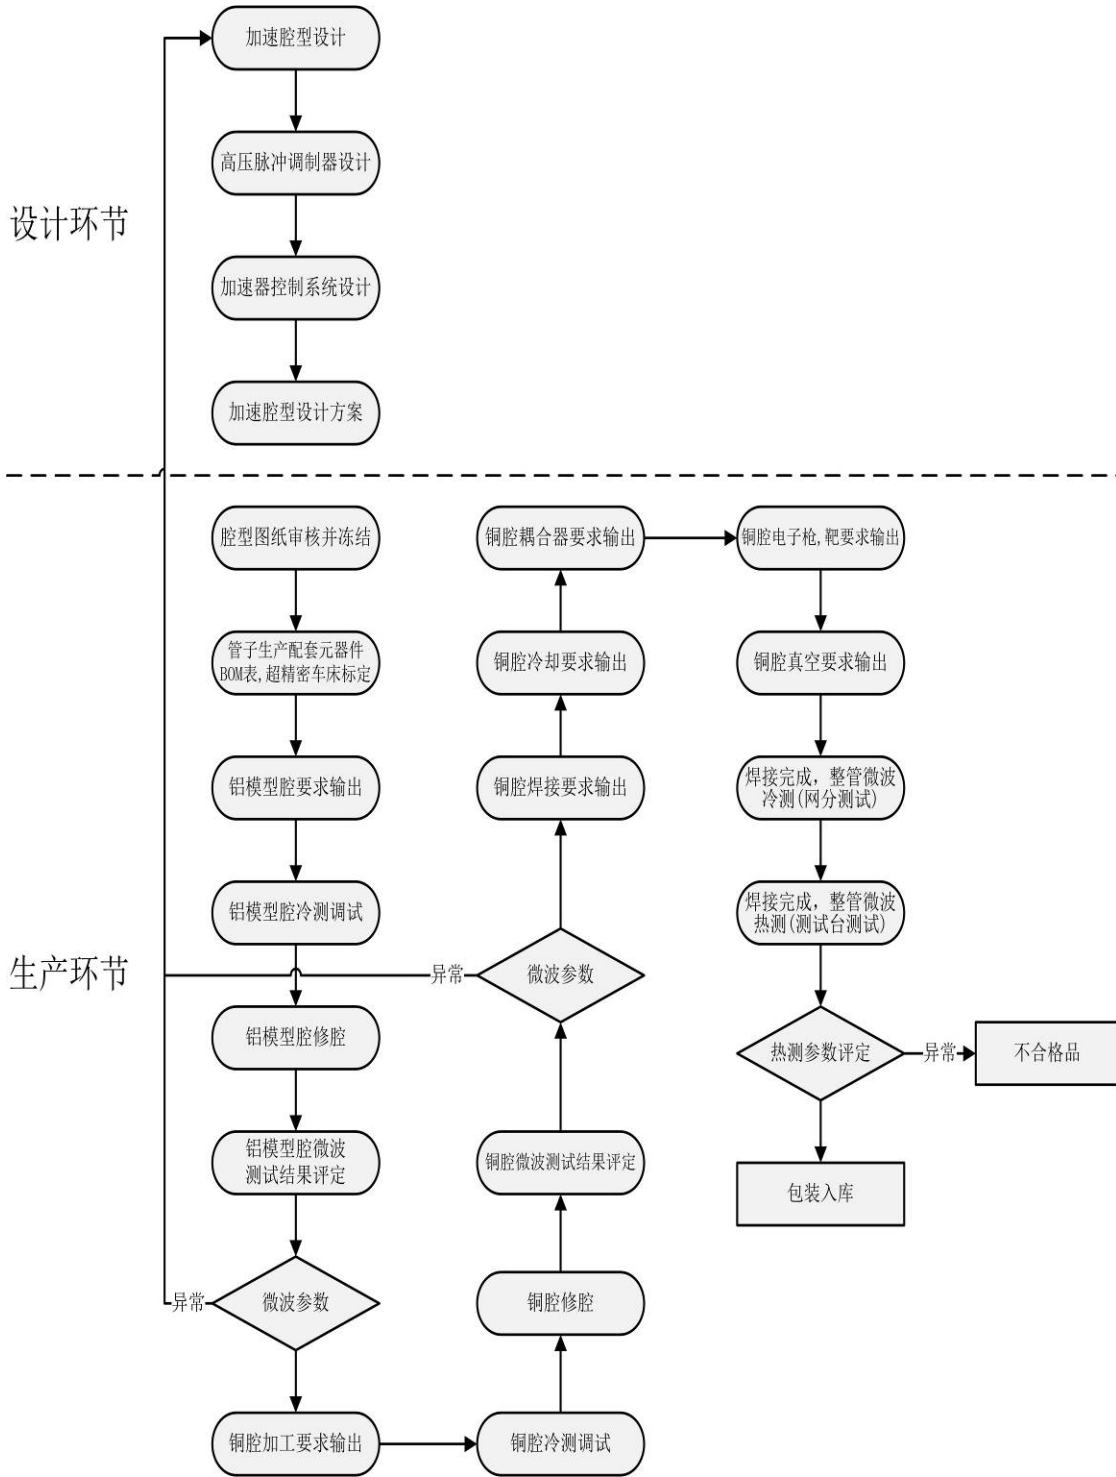 加速腔型设计
高压脉冲调制器设计
设计环节
加速器控制系统设计
加速腔型设计方案
腔型图纸审核并冻结
管子生产配套元器件
BOM表,超精密车床标定
铝模型腔要求输出
铝模型腔冷测调试
生产环节
铝模型腔修腔
铝模型腔微波
测试结果评定
异常
微波参数
铜腔加工要求输出
铜腔冷测调试
铜腔修腔
铜腔微波测试结果评定
异常
微波参数
铜腔焊接要求输出
铜腔冷却要求输出
铜腔耦合器要求输出
铜腔电子枪,靶要求输出
铜腔真空要求输出
焊接完成，整管微波
冷测(网分测试)
焊接完成，整管微波
热测(测试台测试)
热测参数评定
异常
不合格品
包装入库